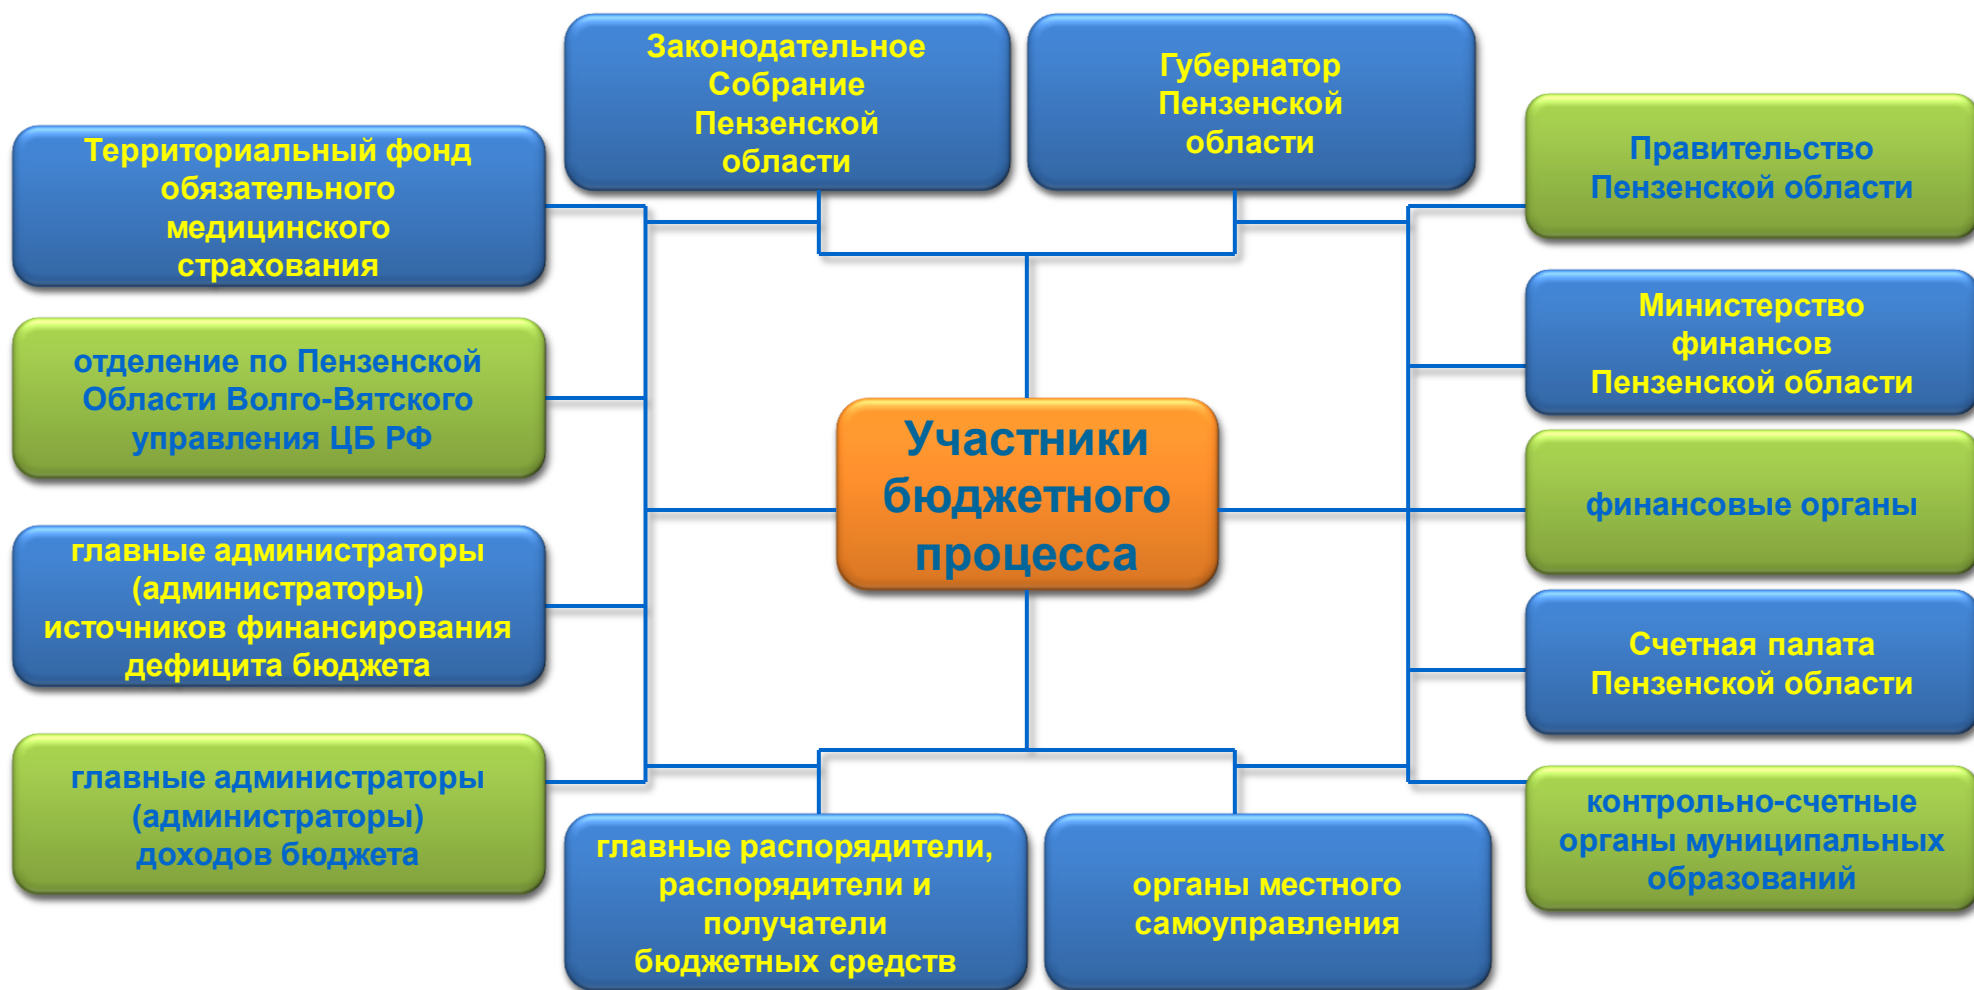 Законодательное
Собрание
Пензенской
области
Губернатор
Пензенской
области
Территориальный фонд
обязательного
медицинского
страхования
Правительство
Пензенской области
отделение по Пензенской
Области Волго-Вятского
управления ЦБ РФ
Министерство
финансов
Пензенской области
Участники
бюджетного
процесса
финансовые органы
главные администраторы
(администраторы)
источников финансирования
дефицита бюджета
Счетная палата
Пензенской области
главные администраторы
(администраторы)
доходов бюджета
контрольно-счетные
органы муниципальных
образований
главные распорядители,
распорядители и
получатели
бюджетных средств
органы местного
самоуправления